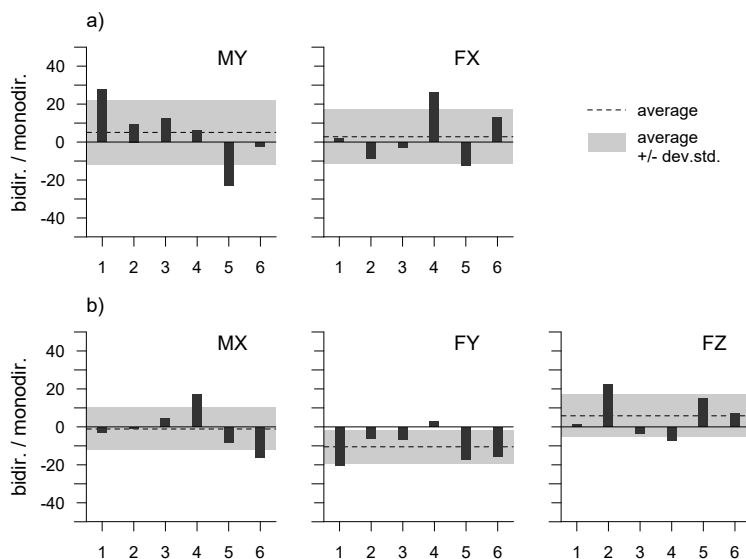 a)
MY
FX
bidir. / monodir.
40
20
0
-20
-40
1 2 3 4 5 6
1 2 3 4 5 6
average
average
+/- dev.std.
b)
MX
FY
FZ
bidir. / monodir.
40
20
0
-20
-40
1 2 3 4 5 6
1 2 3 4 5 6
1 2 3 4 5 6